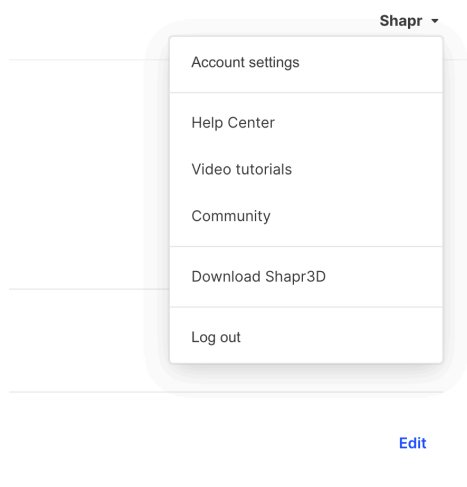 Shapr
Account settings
Help Center
Video tutorials
Community
Download Shapr3D
Log out
Edit